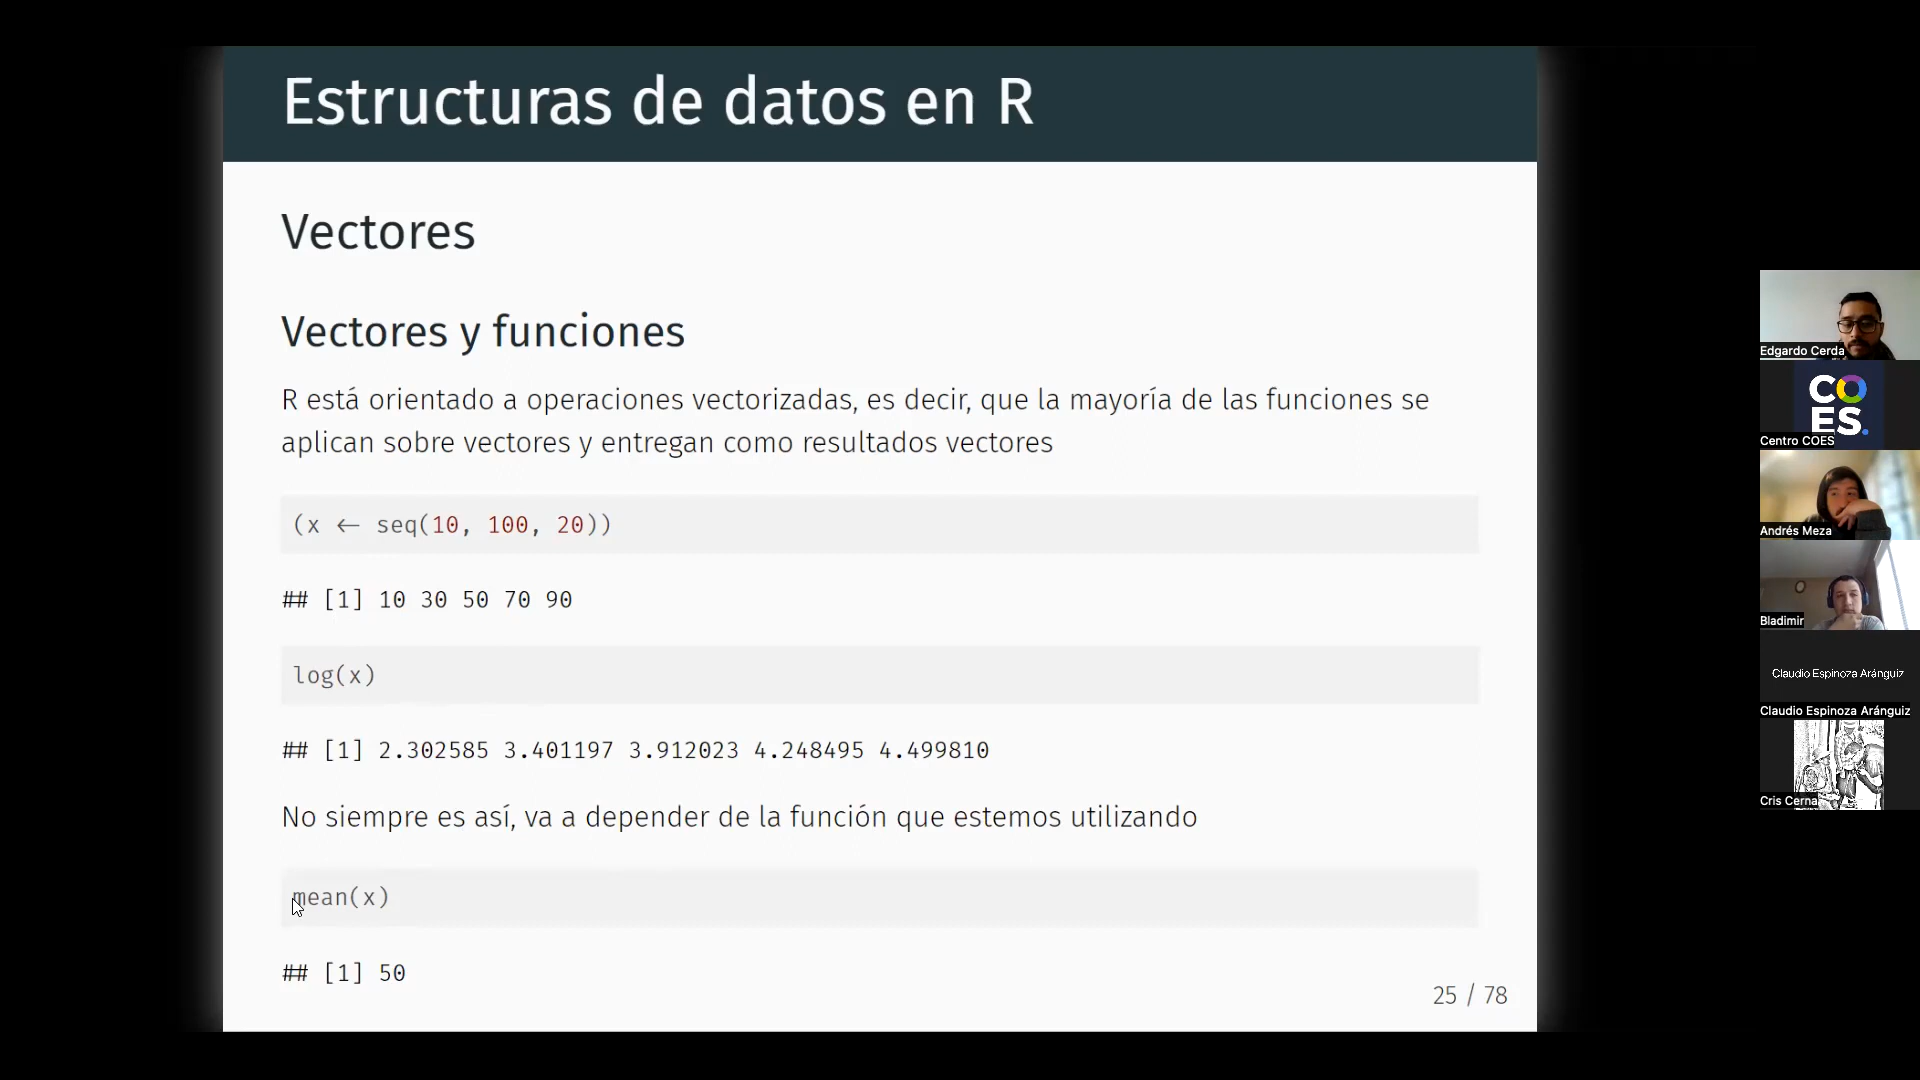 Estructuras de datos en R
Vectores
Vectores y funciones
R está orientado a operaciones vectorizadas, es decir, que la mayoría de las funciones se
aplican sobre vectores y entregan como resultados vectores
(x ← seq(10, 100, 20))
## [1] 10 30 50 70 90
log(x)
## [1] 2.302585 3.401197 3.912023 4.248495 4.499810
No siempre es así, va a depender de la función que estemos utilizando
mean(x)
## [1] 50
25 / 78
Edgardo Cerda
CO
ES.
Centro COES
Andrés Meza
Bladimir
Claudio Espinoza Aránguiz
Claudio Espinoza Aránguiz
Cris Cerna